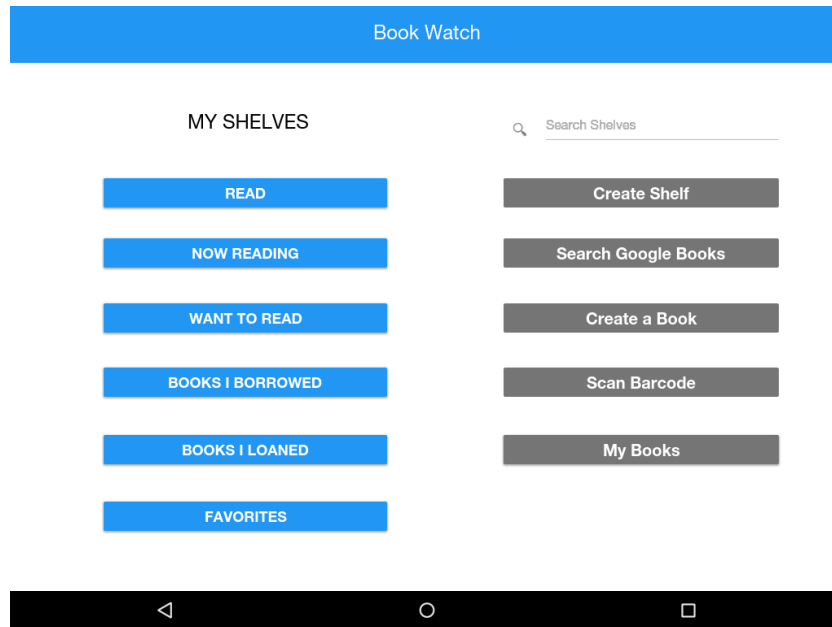 Book Watch
MY SHELVES
Search Shelves
READ
NOW READING
WANT TO READ
BOOKS I BORROWED
BOOKS I LOANED
FAVORITES
Create Shelf
Search Google Books
Create a Book
Scan Barcode
My Books